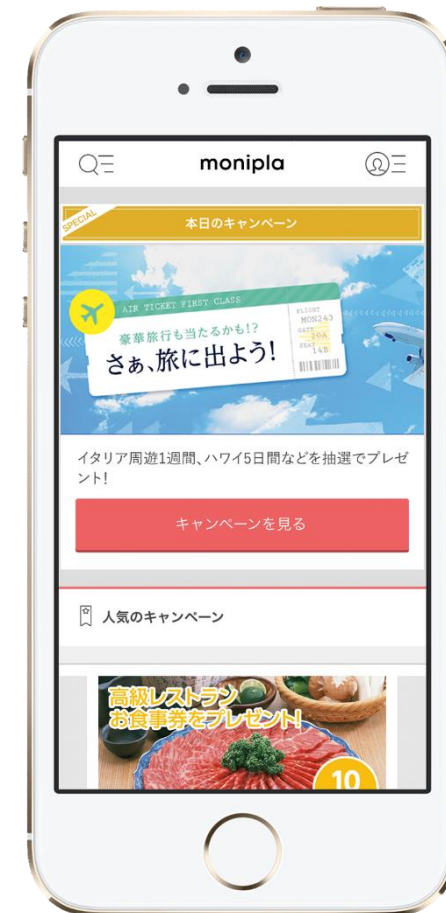 monipla
SPECIAL
本日のキャンペーン
AIR TICKET FIRST CLASS
豪華旅行も当たるかも!?
さぁ、旅に出よう!
FLIGHT
MON243
GATE
20A
SEAT
14B
イタリア周遊1週間、ハワイ5日間などを抽選でプレゼ
ント!
キャンペーンを見る
人気のキャンペーン
高級レストラン
お食事券をプレゼント!
10